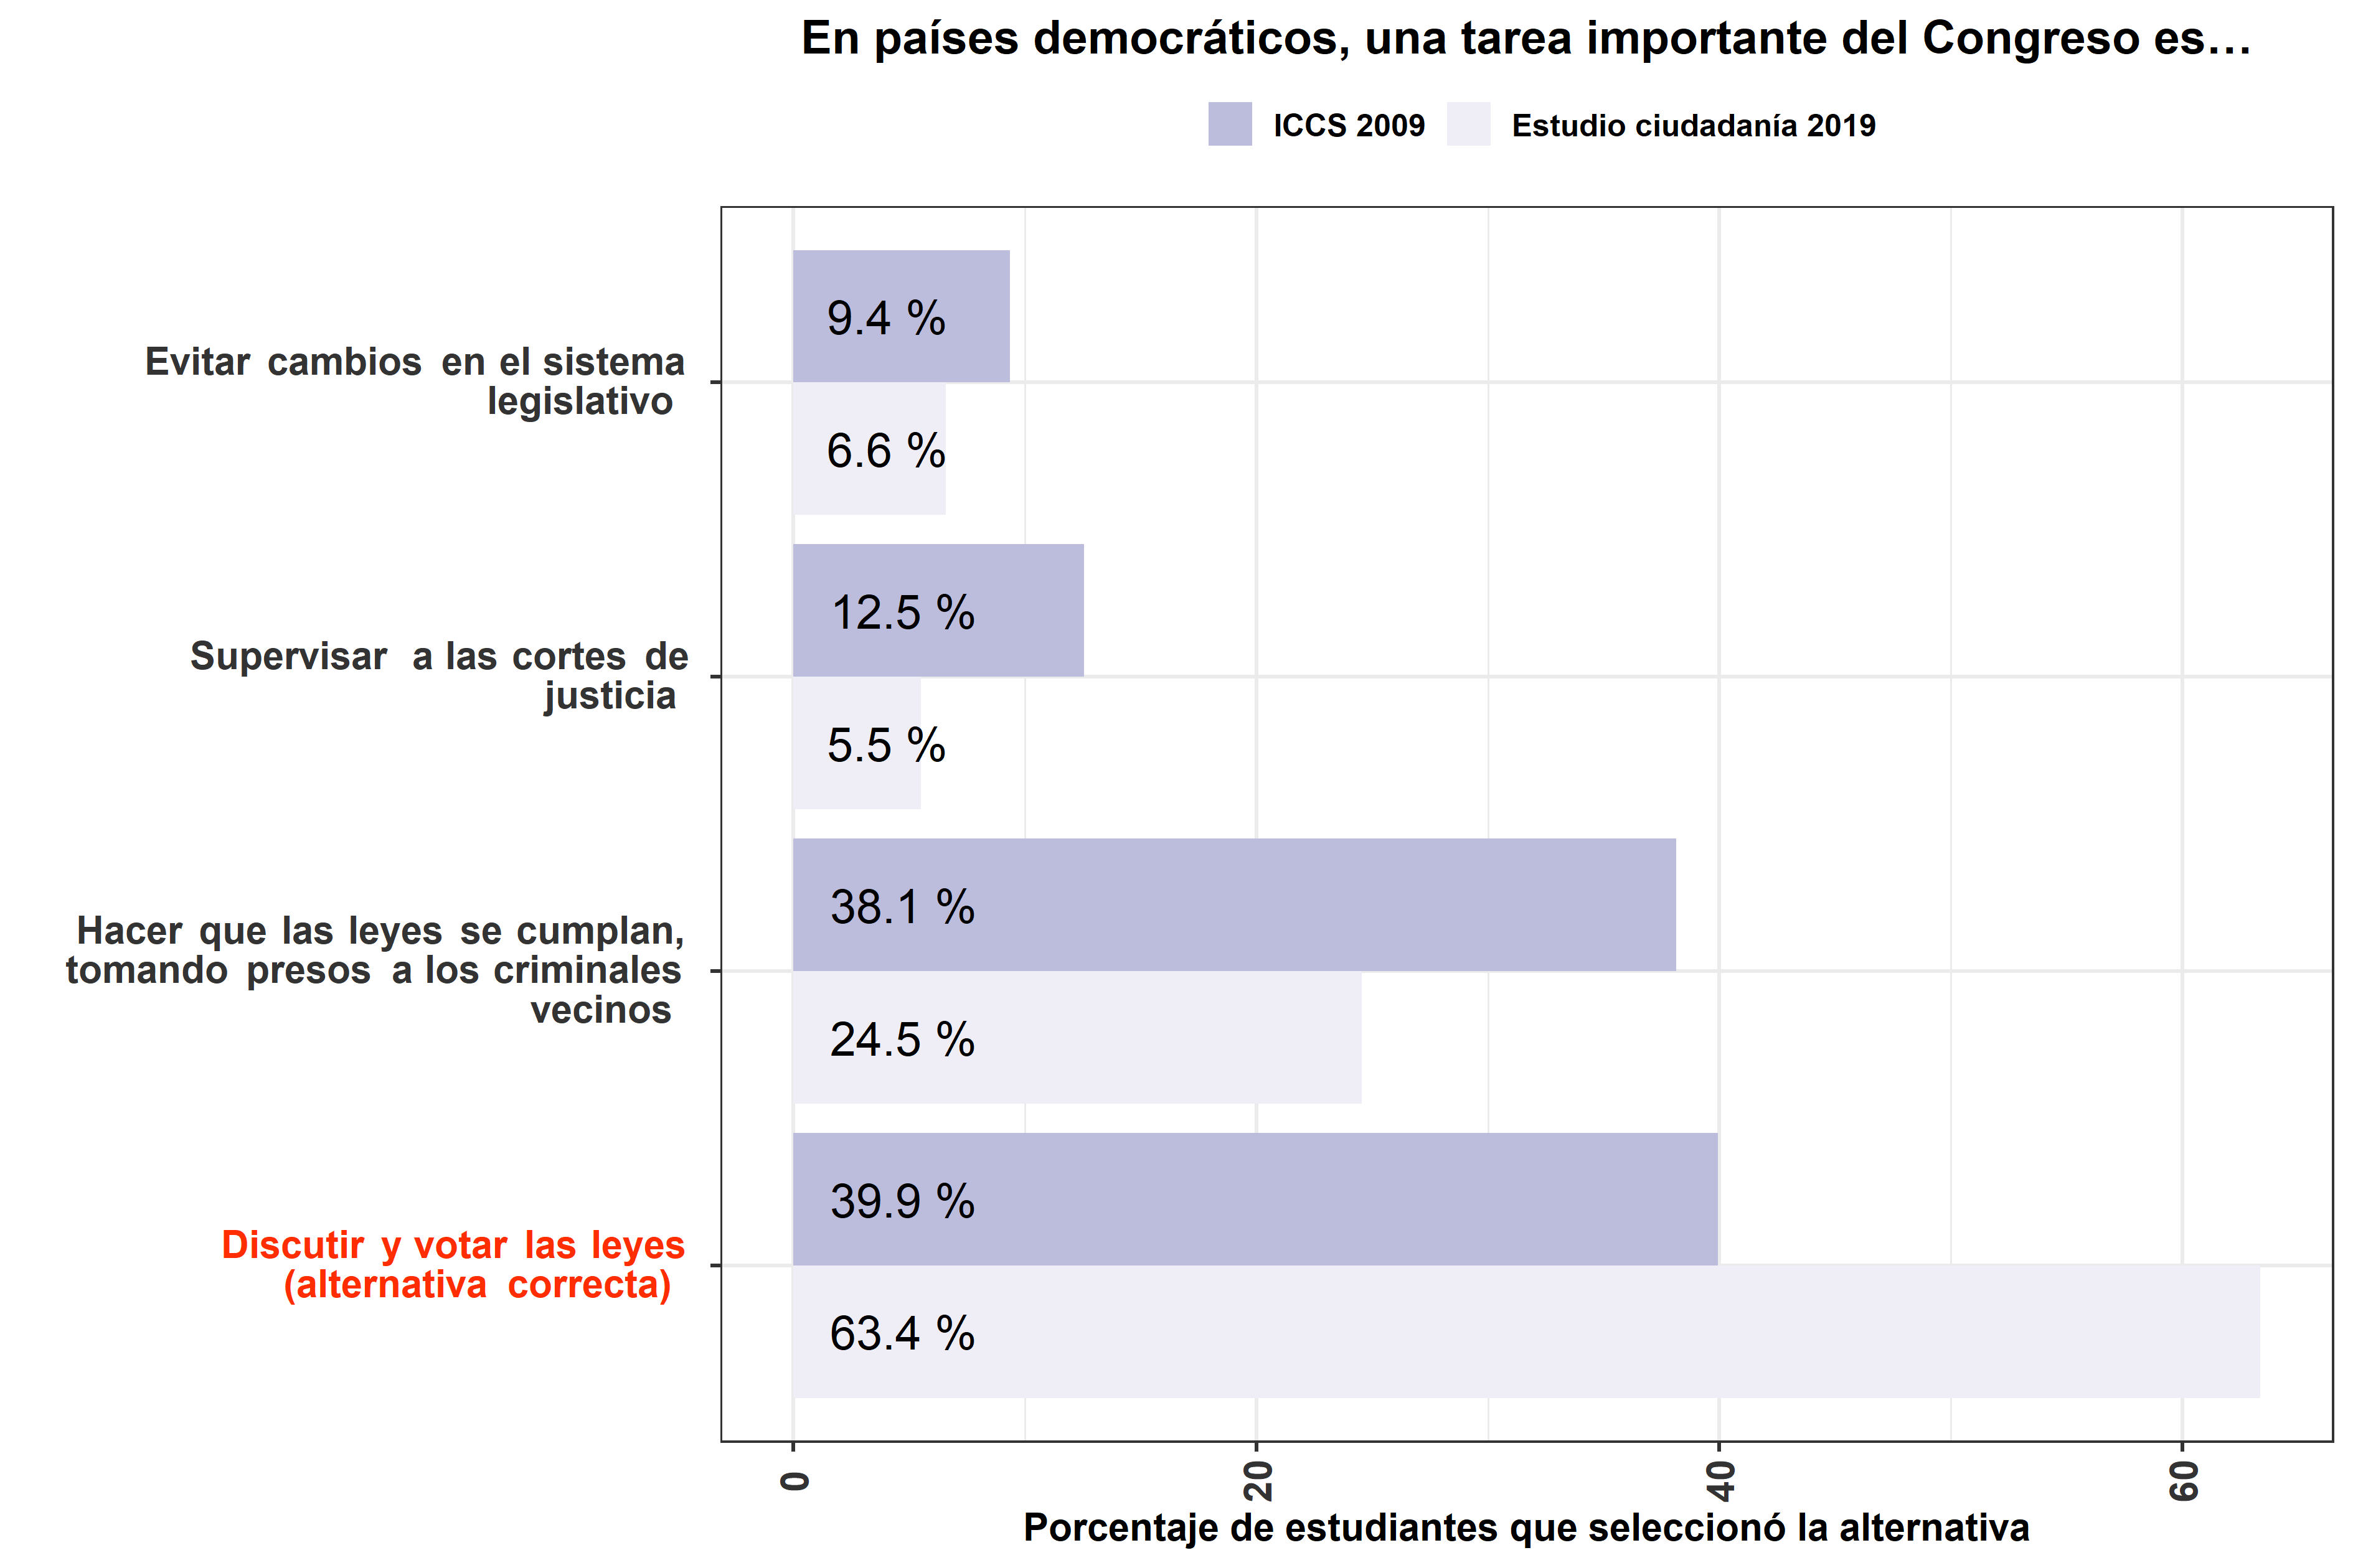 En países democráticos, una tarea importante del Congreso es…
ICCS 2009
Estudio ciudadanía 2019
Evitar cambios en el sistema
legislativo
9.4 %
6.6 %
Supervisar a las cortes de
justicia
12.5 %
5.5 %
Hacer que las leyes se cumplan,
tomando presos a los criminales
vecinos
38.1 %
24.5 %
Discutir y votar las leyes
(alternativa correcta)
39.9 %
63.4 %
0
20
40
60
Porcentaje de estudiantes que seleccionó la alternativa